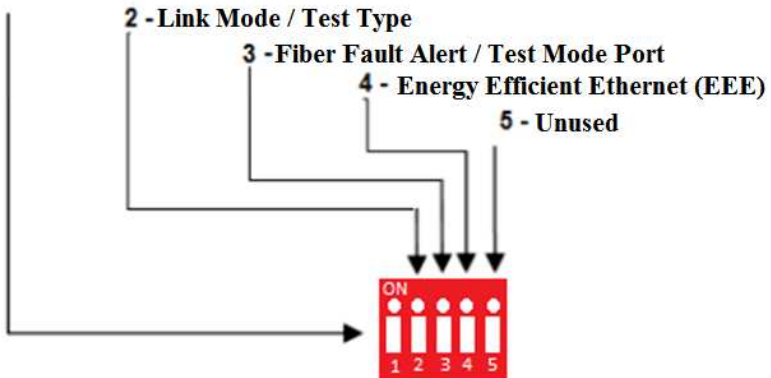 2 - Link Mode / Test Type
3 - Fiber Fault Alert / Test Mode Port
4 - Energy Efficient Ethernet (EEE)
5 - Unused
ON
1 2 3 4 5